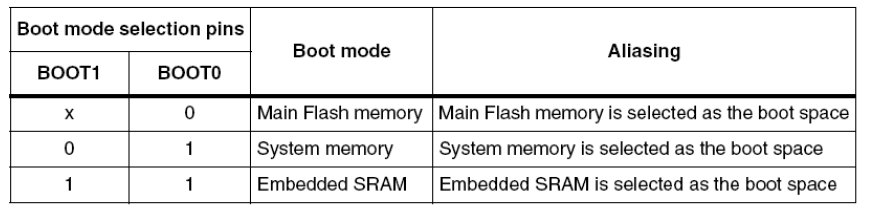 Boot mode selection pins Boot mode Aliasing
BOOT1 BOOT0
x 0 Main Flash memory Main Flash memory is selected as the boot space
0 1 System memory System memory is selected as the boot space
1 1 Embedded SRAM Embedded SRAM is selected as the boot space